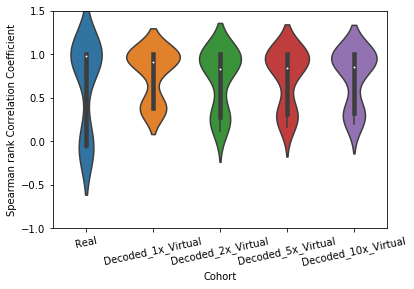 Spearman rank Correlation Coefficient
1.5
1.0
0.5
0.0
−0.5
−1.0
Real
Decoded_1x_Virtual
Decoded_2x_Virtual
Decoded_5x_Virtual
Decoded_10x_Virtual
Cohort